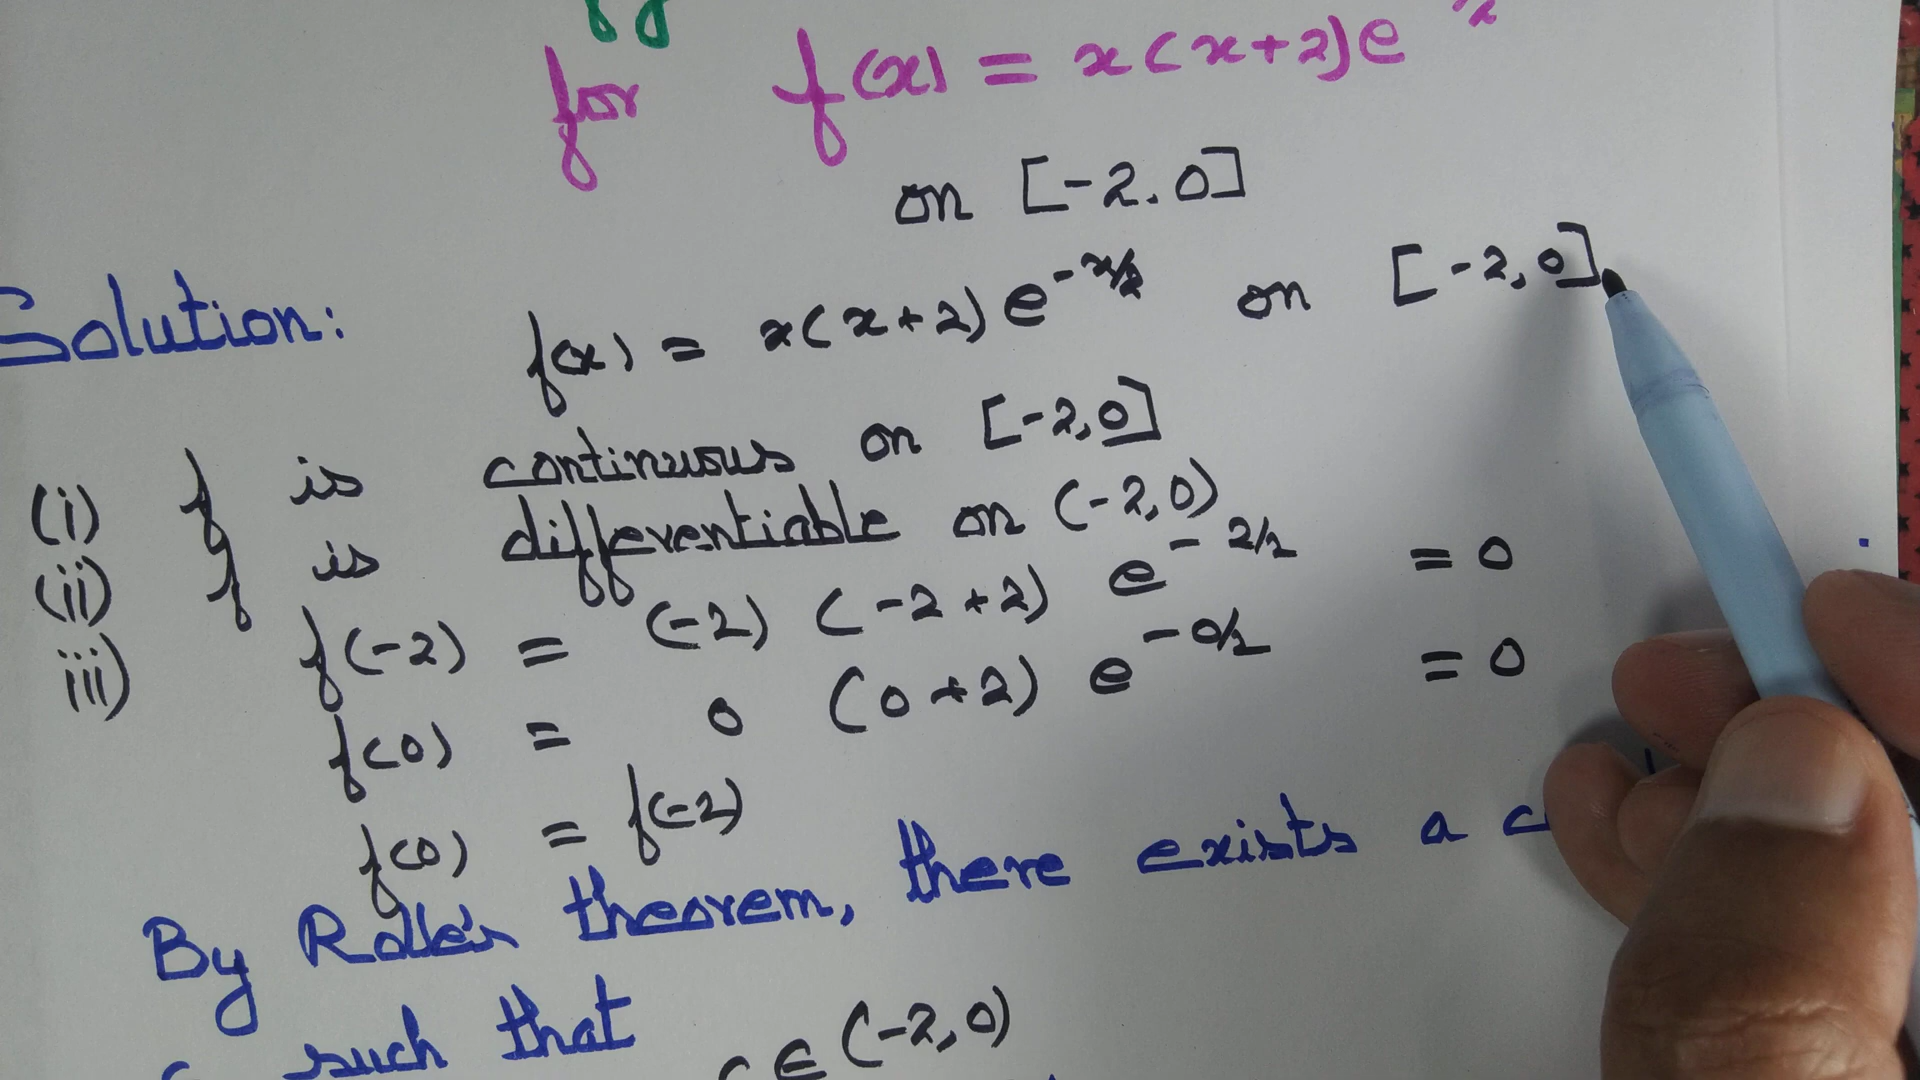 for f(x) = x(x+2)e
on [-2.0]
Solution: f(x) = x(x+2)e^{-x/2} on [-2,0]
(i) f is continuous on [-2,0]
(ii) f is differentiable on (-2,0)
iii) f(-2) = (-2) (-2+2) e^{-2/2} = 0
f(0) = 0 (0+2) e^{-0/2} = 0
f(0) = f(-2)
By Rolle's theorem, there exists a
such that c ∈ (-2,0)